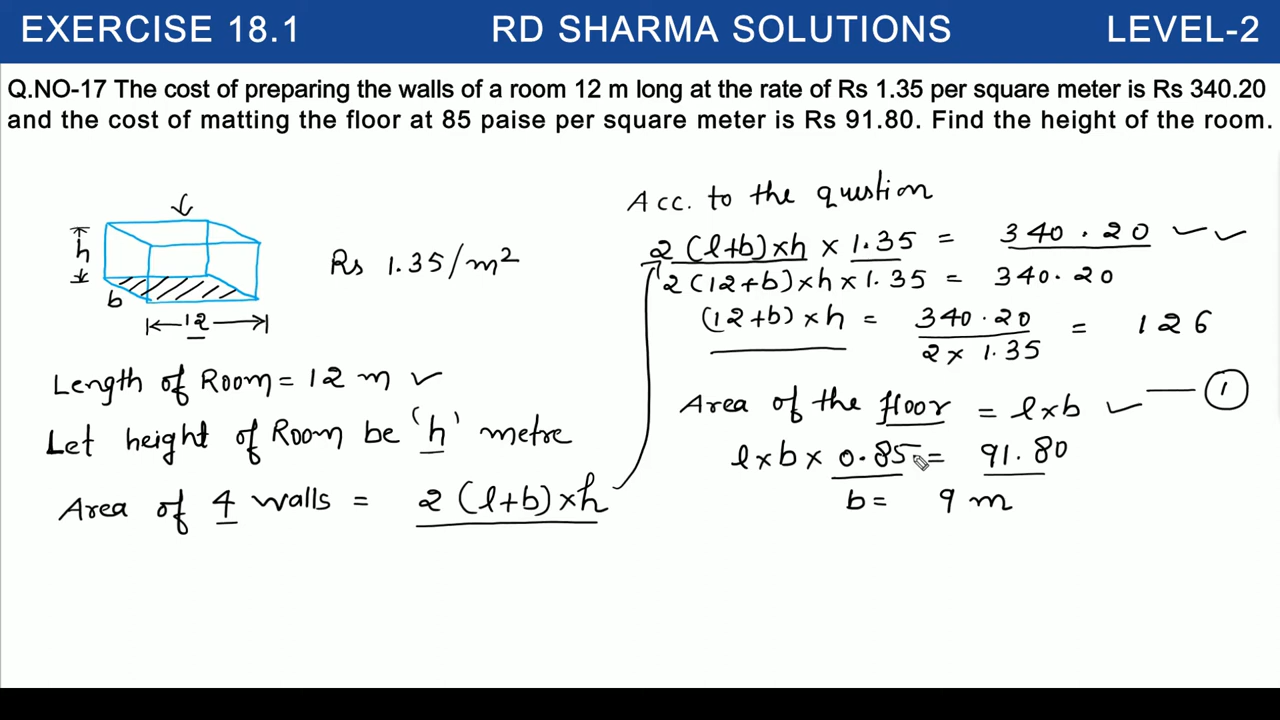 EXERCISE 18.1 RD SHARMA SOLUTIONS LEVEL-2
Q.NO-17 The cost of preparing the walls of a room 12 m long at the rate of Rs 1.35 per square meter is Rs 340.20
and the cost of matting the floor at 85 paise per square meter is Rs 91.80. Find the height of the room.
h
b
12
Rs 1.35/m²
Length of Room = 12 m ✓
Let height of Room be 'h' metre
Area of 4 walls = 2 (l+b)×h
Acc. to the question
2 (l+b)×h × 1.35 = 340.20 ✓ ✓
2(12+b)×h×1.35 = 340.20
(12+b)×h = 340.20 / 2×1.35 = 126
Area of the floor = l×b ✓ — 1
l×b× 0.85 = 91.80
b = 9 m